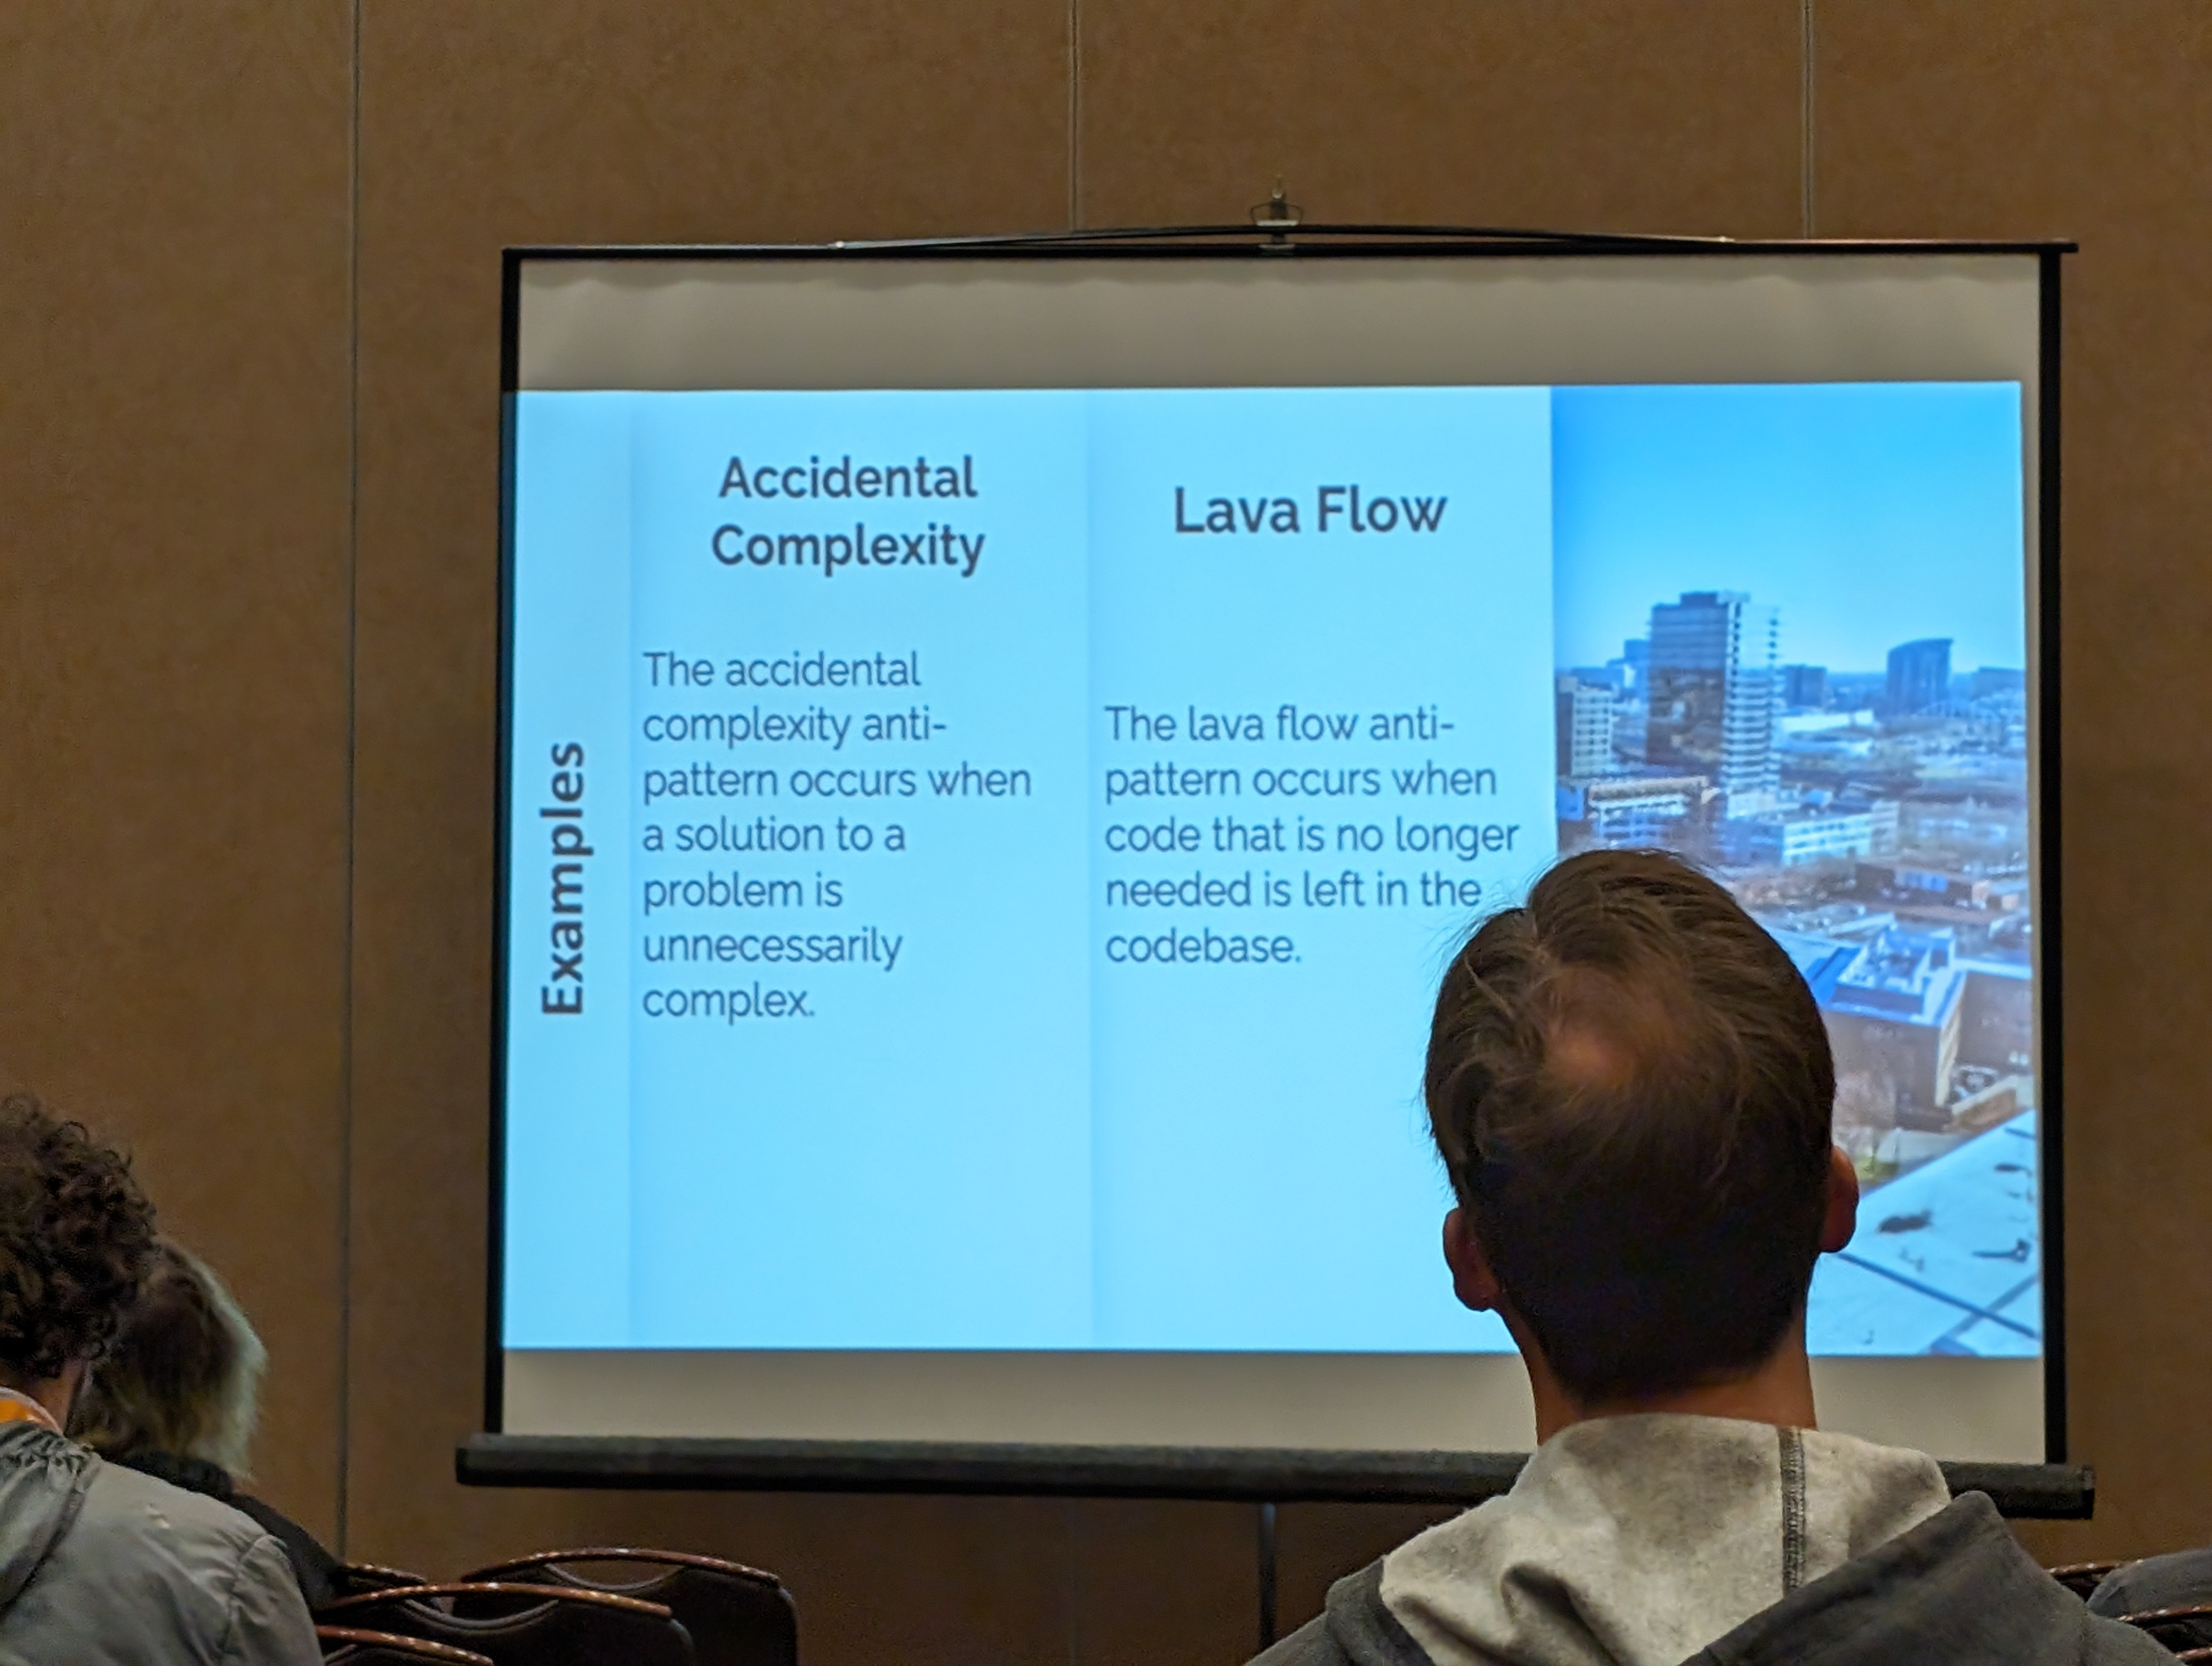 Examples
Accidental
Complexity
The accidental
complexity anti-
pattern occurs when
a solution to a
problem is
unnecessarily
complex.
Lava Flow
The lava flow anti-
pattern occurs when
code that is no longer
needed is left in the
codebase.